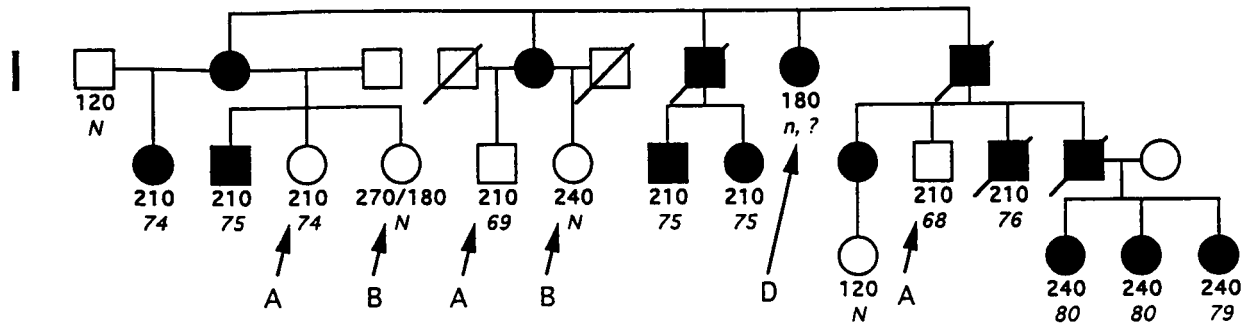 I
120 180
N n, ?
210 210 210 270/180 210 240 210 210 210 210
74 75 74 N 69 N 75 75 68 76
A B A B D 120 A 240 240 240
N 80 80 79